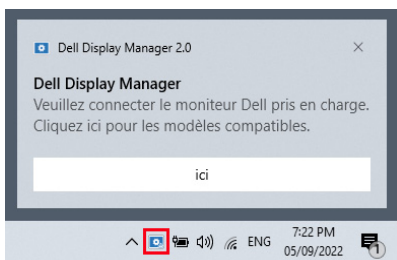 Dell Display Manager 2.0
Dell Display Manager
Veuillez connecter le moniteur Dell pris en charge.
Cliquez ici pour les modèles compatibles.
ici
ENG
7:22 PM
05/09/2022
1